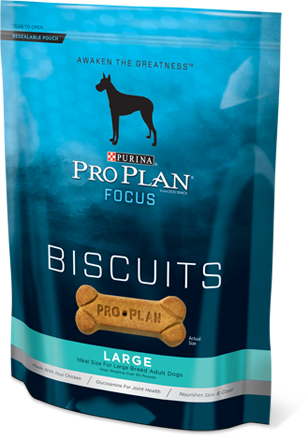 TEAR TO OPEN
RESEALABLE POUCH
AWAKEN THE GREATNESS™
PURINA
PRO PLAN
FOCUS
BISCUITS
PRO•PLAN
Actual
Size
LARGE
Ideal Size For Large Breed Adult Dogs
Made With Real Chicken
Glucosamine For Joint Health
Nourishes Skin & Coat